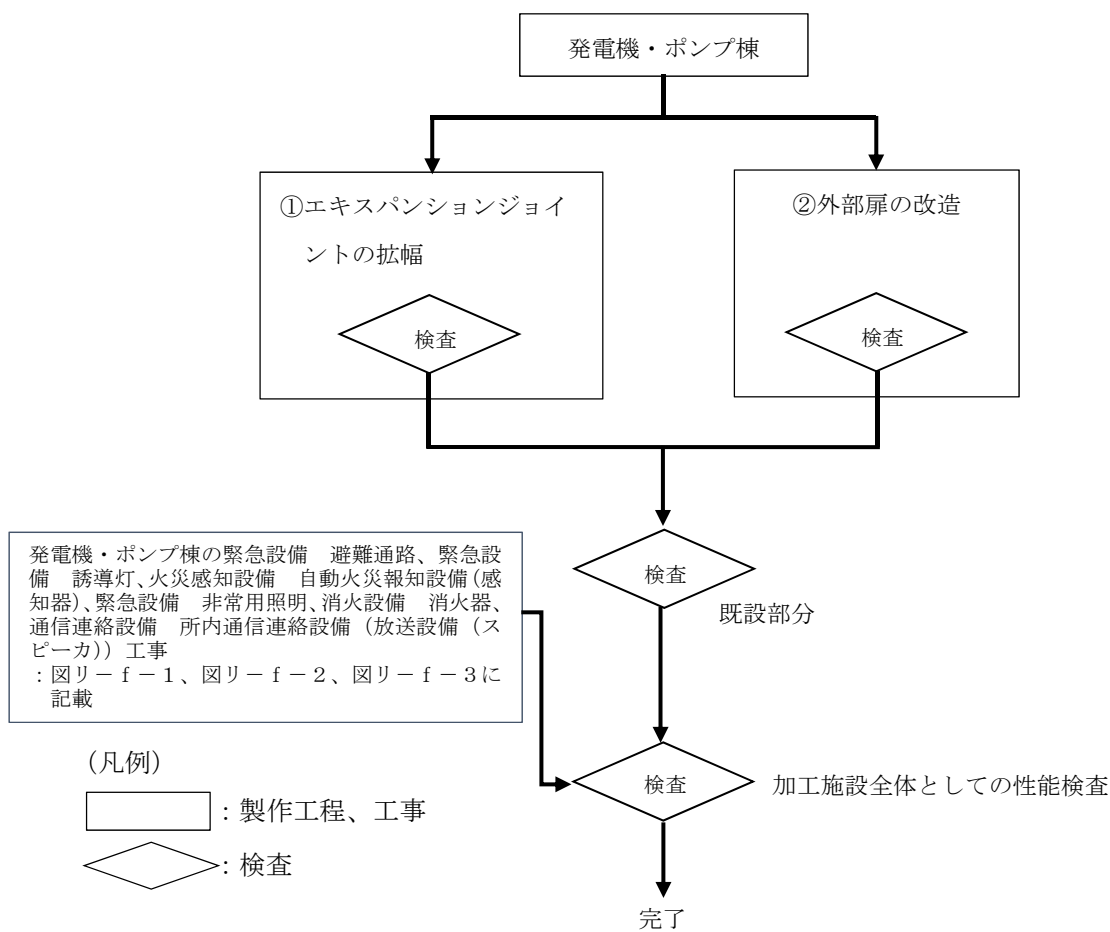 発電機・ポンプ棟
①エキスパンションジョイ
ントの拡幅
検査
②外部扉の改造
検査
検査
既設部分
発電機・ポンプ棟の緊急設備　避難通路、緊急設
備　誘導灯、火災感知設備　自動火災報知設備(感
知器)、緊急設備　非常用照明、消火設備　消火器、
通信連絡設備　所内通信連絡設備（放送設備（ス
ピーカ））工事
：図リ－ｆ－１、図リ－ｆ－２、図リ－ｆ－３に
記載
検査
加工施設全体としての性能検査
(凡例)
：製作工程、工事
：検査
完了